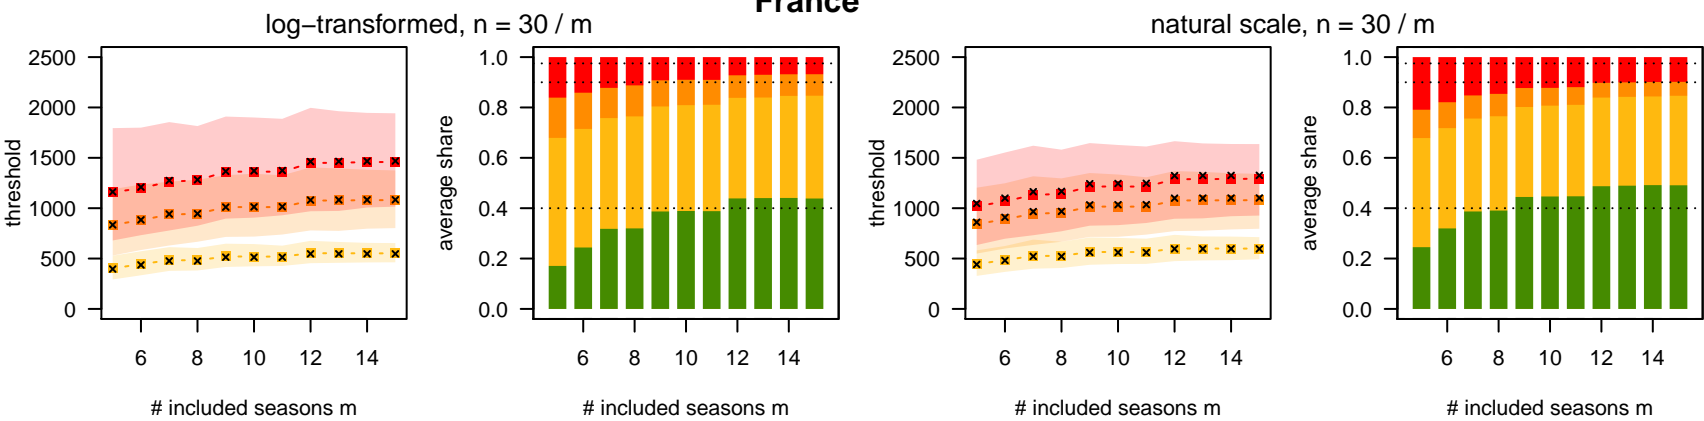 France
log−transformed, n = 30 / m
natural scale, n = 30 / m
threshold
2500
2000
1500
1000
500
0
6 8 10 12 14
# included seasons m
average share
1.0
0.8
0.6
0.4
0.2
0.0
6 8 10 12 14
# included seasons m
threshold
2500
2000
1500
1000
500
0
6 8 10 12 14
# included seasons m
average share
1.0
0.8
0.6
0.4
0.2
0.0
6 8 10 12 14
# included seasons m